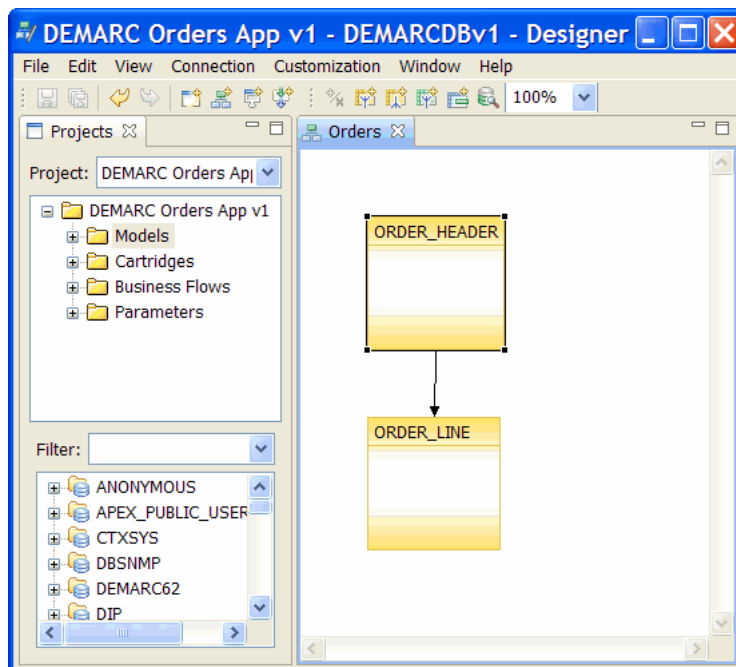 DEMARC Orders App v1 - DEMARCDBv1 - Designer
File Edit View Connection Customization Window Help
100%
Projects
Project: DEMARC Orders Ap
DEMARC Orders App v1
Models
Cartridges
Business Flows
Parameters
Filter:
ANONYMOUS
APEX_PUBLIC_USER
CTXSYS
DBSNMP
DEMARC62
DIP
Orders
ORDER_HEADER
ORDER_LINE